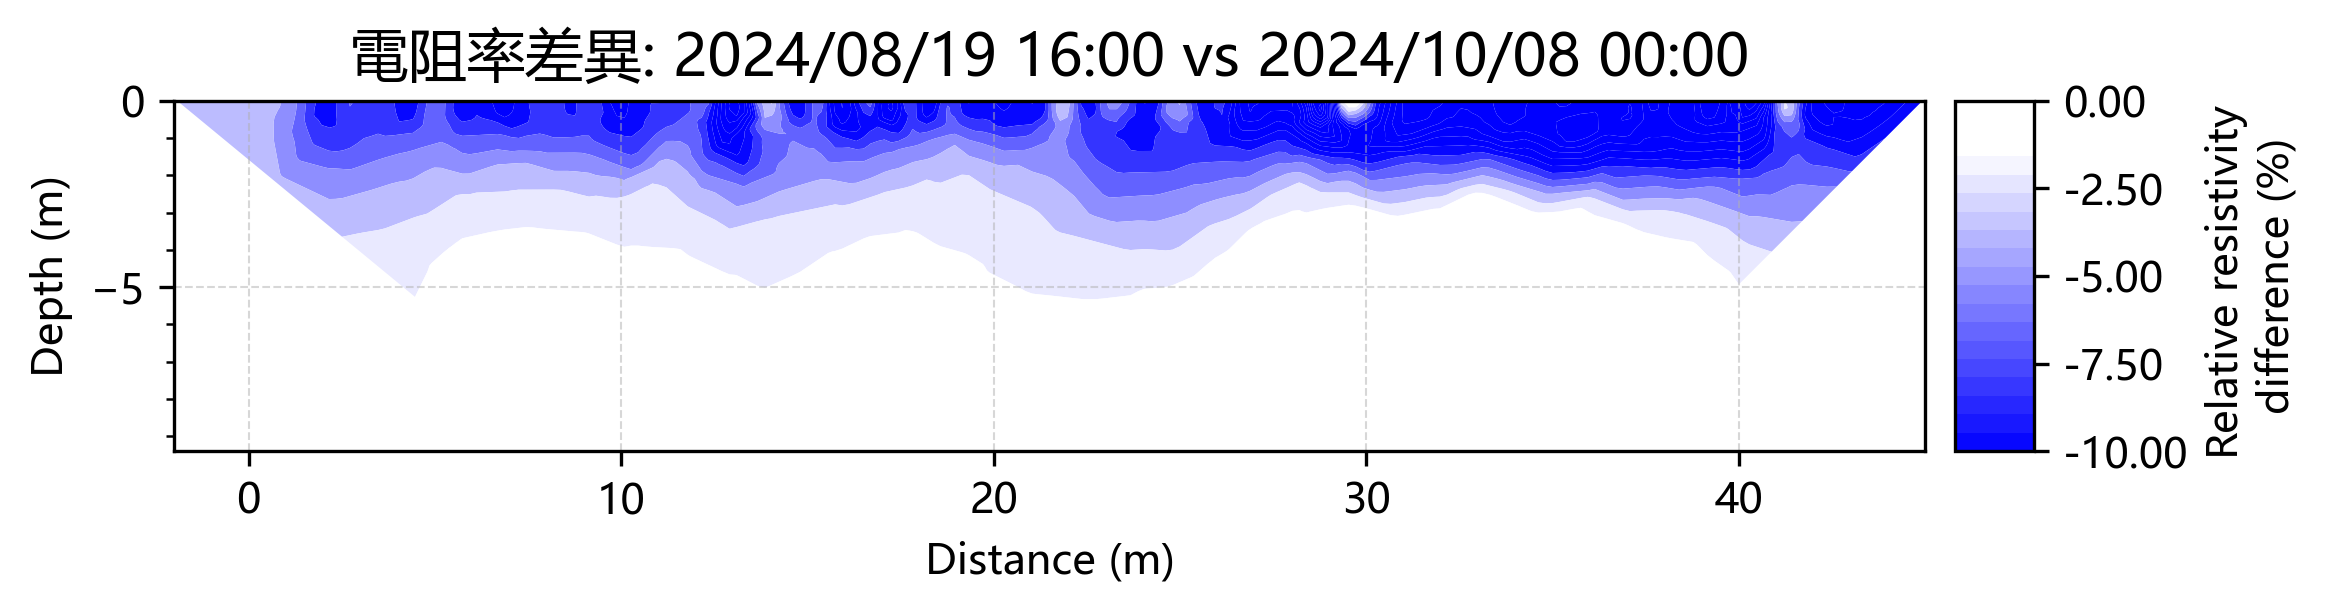 電阻率差異: 2024/08/19 16:00 vs 2024/10/08 00:00
0
−5
Depth (m)
0 10 20 30 40
Distance (m)
0.00
-2.50
-5.00
-7.50
-10.00
Relative resistivity
difference (%)